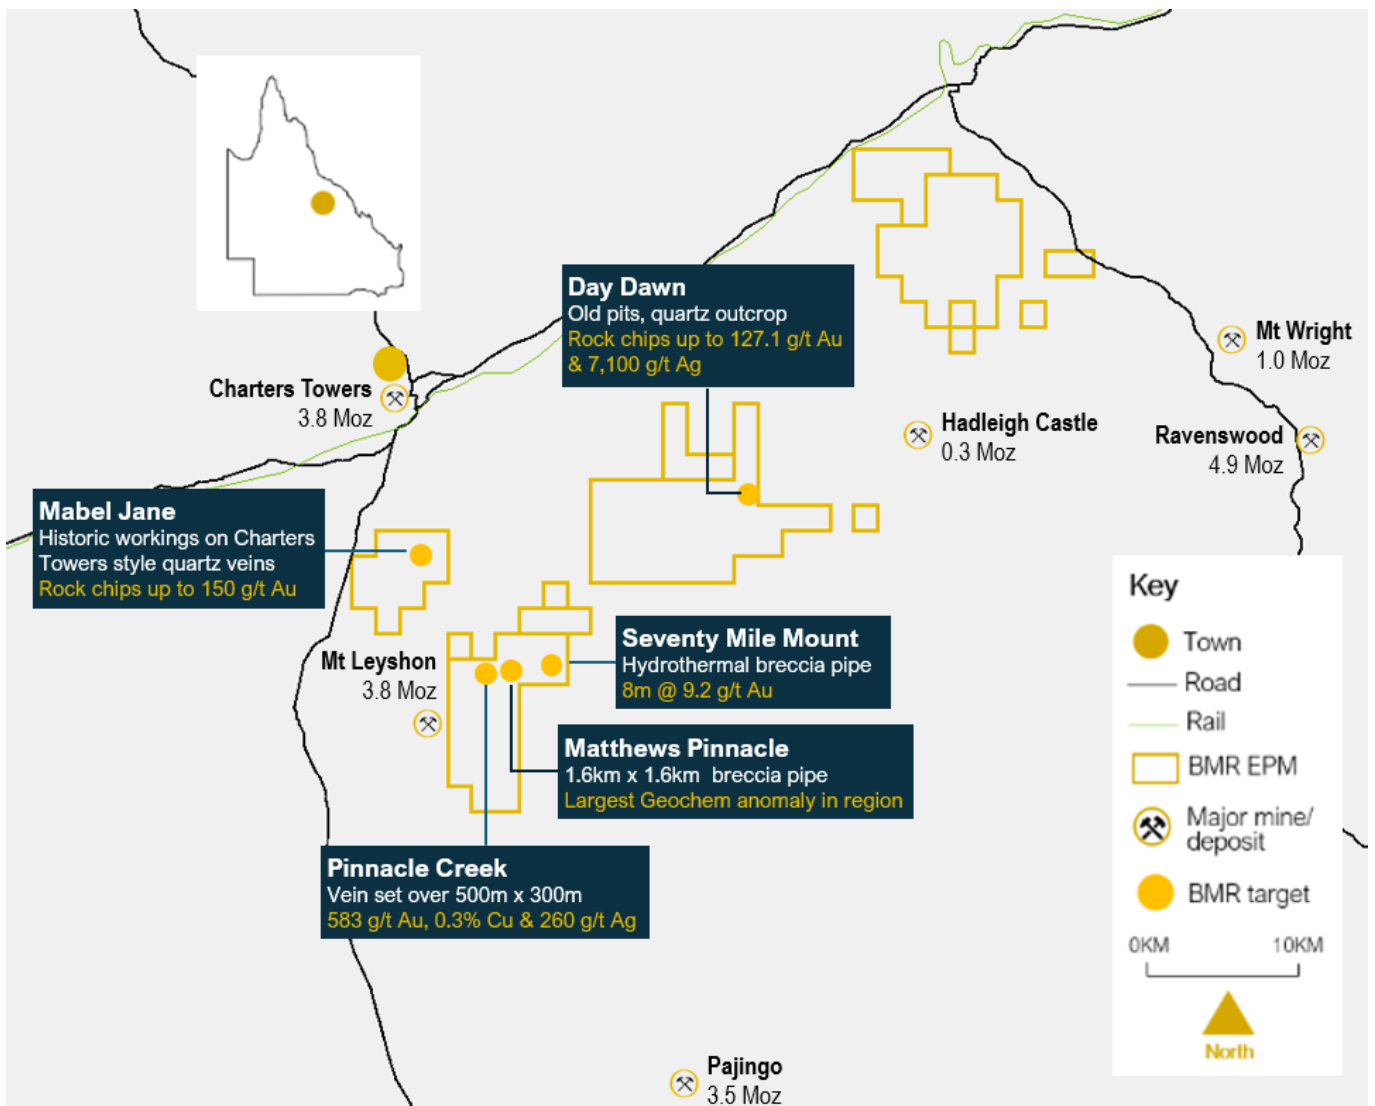 Day Dawn
Old pits, quartz outcrop
Rock chips up to 127.1 g/t Au
& 7,100 g/t Ag
Mt Wright
1.0 Moz
Charters Towers
3.8 Moz
Hadleigh Castle
0.3 Moz
Ravenswood
4.9 Moz
Mabel Jane
Historic workings on Charters
Towers style quartz veins
Rock chips up to 150 g/t Au
Mt Leyshon
3.8 Moz
Seventy Mile Mount
Hydrothermal breccia pipe
8m @ 9.2 g/t Au
Matthews Pinnacle
1.6km x 1.6km breccia pipe
Largest Geochem anomaly in region
Pinnacle Creek
Vein set over 500m x 300m
583 g/t Au, 0.3% Cu & 260 g/t Ag
Pajingo
3.5 Moz
Key
Town
Road
Rail
BMR EPM
Major mine/
deposit
BMR target
0KM 10KM
North